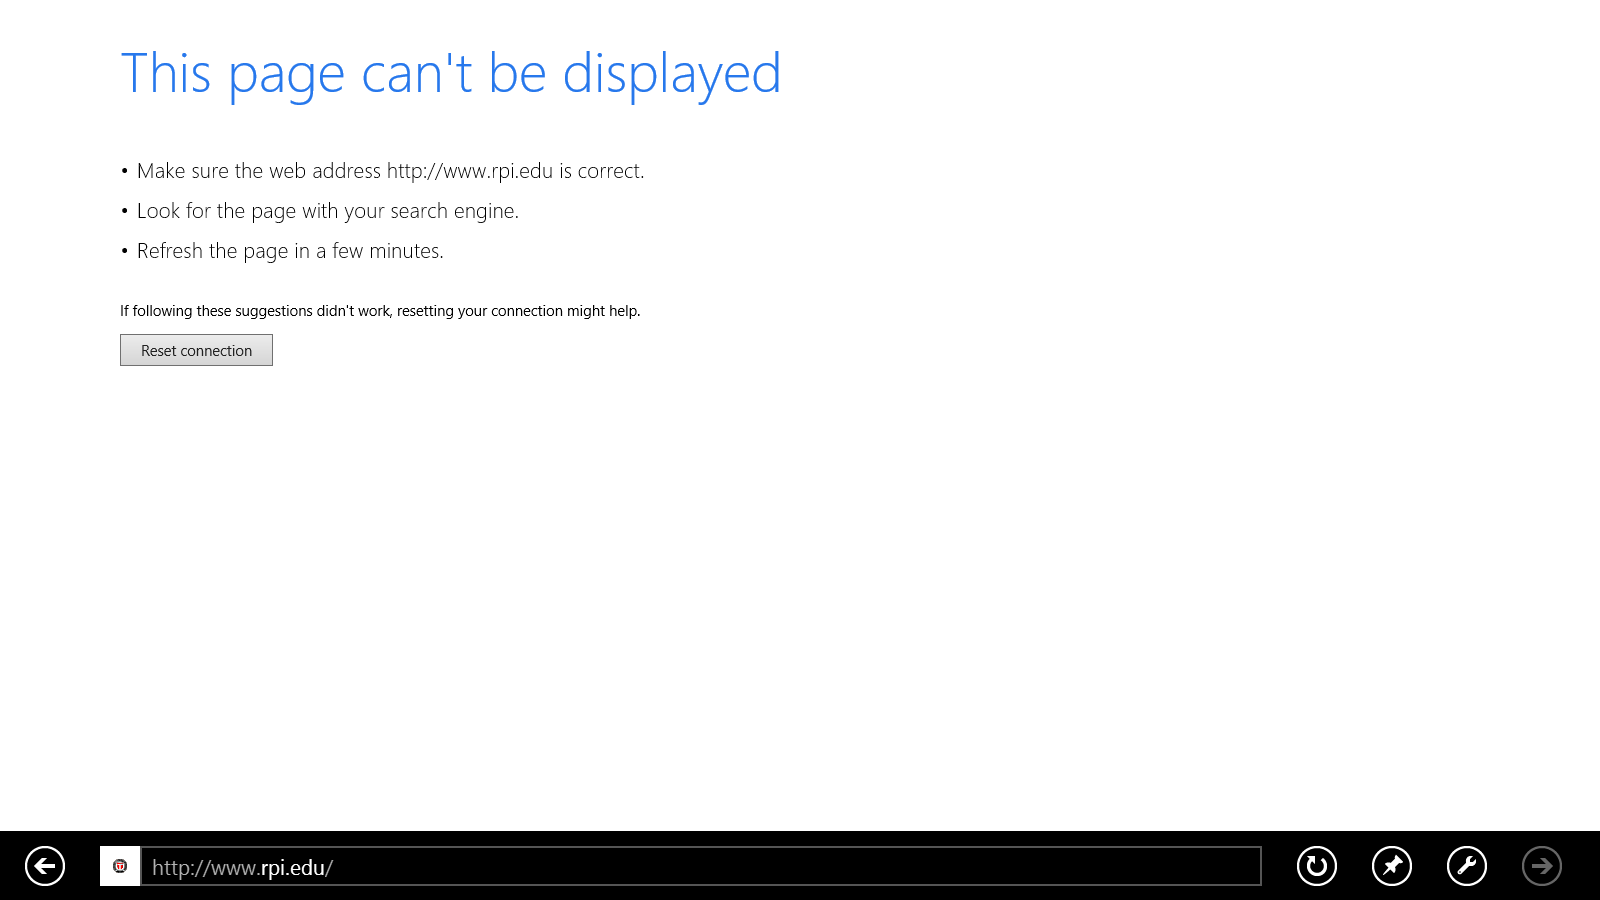 This page can't be displayed
• Make sure the web address http://www.rpi.edu is correct.
• Look for the page with your search engine.
• Refresh the page in a few minutes.
If following these suggestions didn't work, resetting your connection might help.
Reset connection
http://www.rpi.edu/